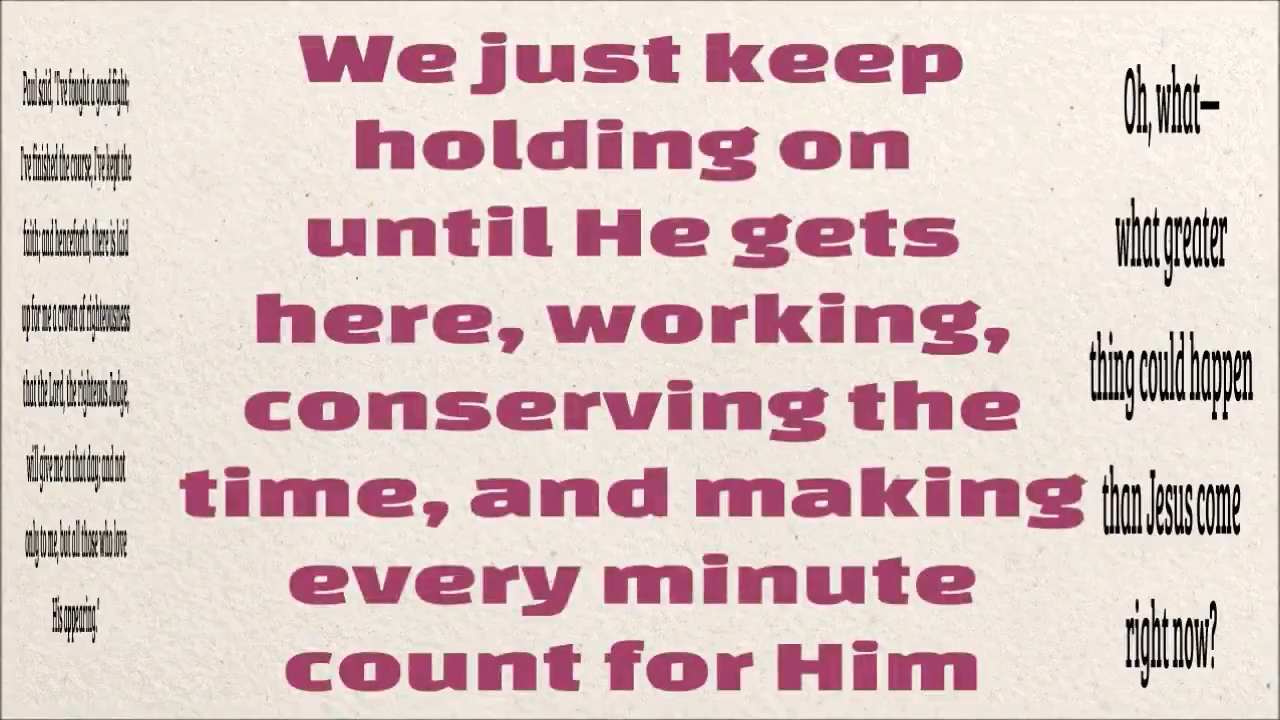 Paul said, "I've fought a good fight;
I've finished the course, I've kept the
faith; and henceforth, there is laid
up for me a crown of righteousness
that the Lord, the righteous Judge,
will give me at that day; and not
only to me, but all those who love
His appearing."
We just keep
holding on
until He gets
here, working,
conserving the
time, and making
every minute
count for Him
Oh, what—
what greater
thing could happen
than Jesus come
right now?